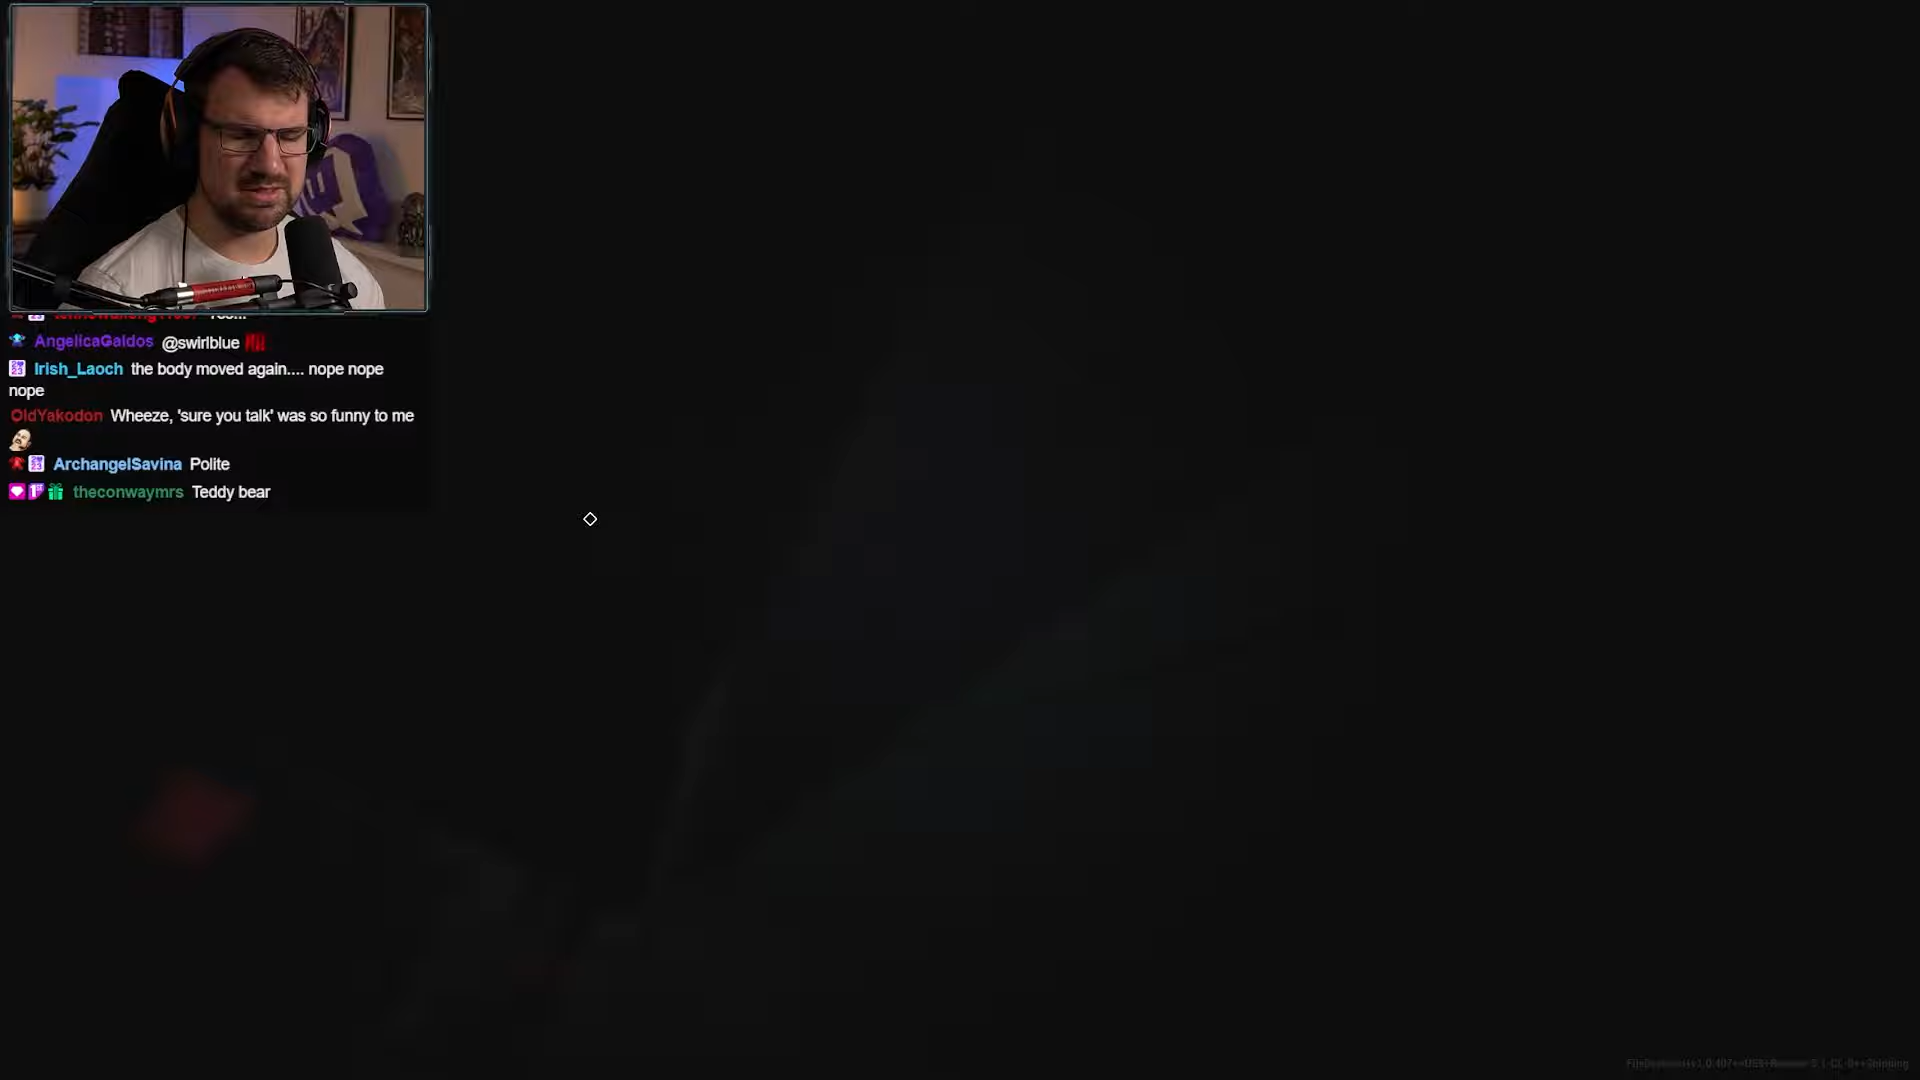 AngelicaGaldos @swirlblue
Irish_Laoch the body moved again.... nope nope
nope
OldYakodon Wheeze, 'sure you talk' was so funny to me
ArchangelSavina Polite
theconwaymrs Teddy bear